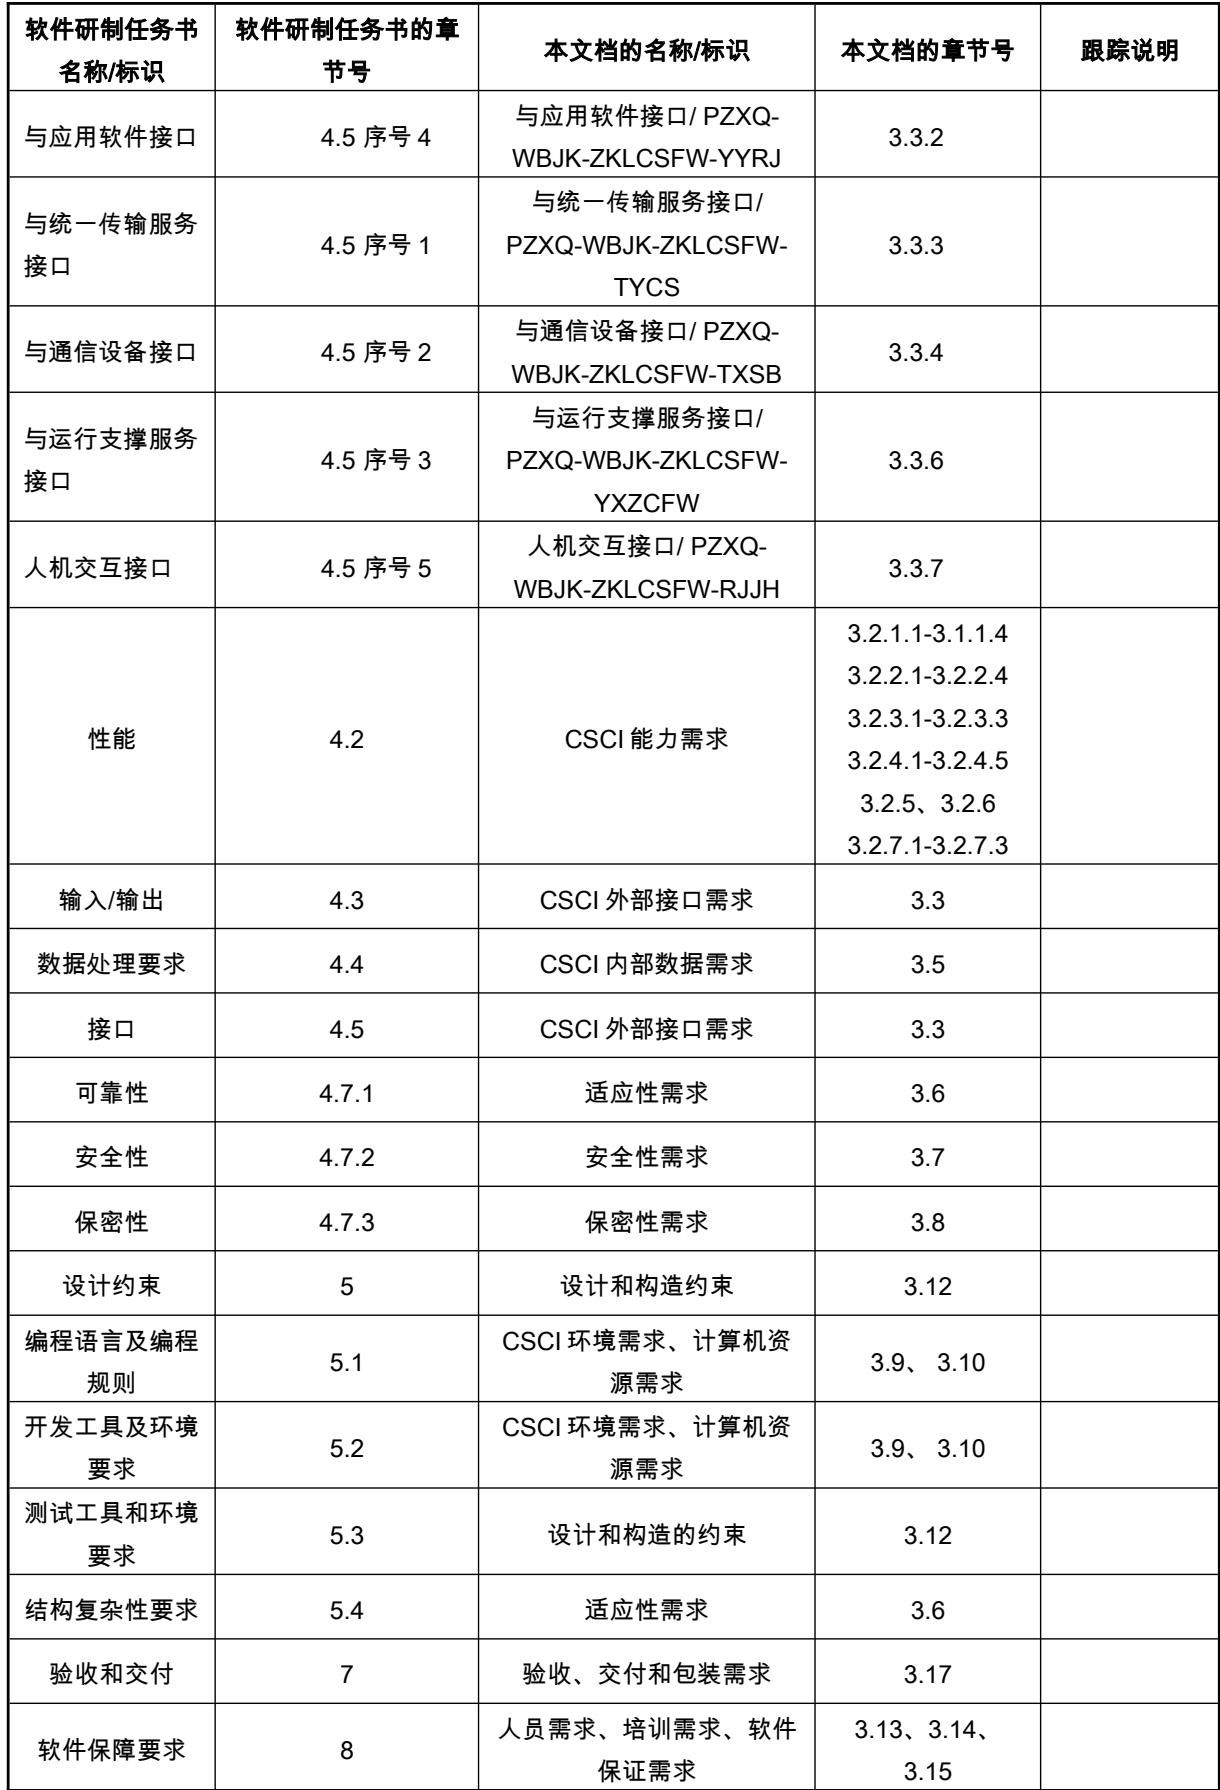 软件研制任务书
名称/标识
软件研制任务书的章
节号
本文档的名称/标识
本文档的章节号
跟踪说明
与应用软件接口
4.5 序号 4
与应用软件接口/ PZXQ-
WBJK-ZKLCSFW-YYRJ
3.3.2
与统一传输服务
接口
4.5 序号 1
与统一传输服务接口/
PZXQ-WBJK-ZKLCSFW-
TYCS
3.3.3
与通信设备接口
4.5 序号 2
与通信设备接口/ PZXQ-
WBJK-ZKLCSFW-TXSB
3.3.4
与运行支撑服务
接口
4.5 序号 3
与运行支撑服务接口/
PZXQ-WBJK-ZKLCSFW-
YXZCFW
3.3.6
人机交互接口
4.5 序号 5
人机交互接口/ PZXQ-
WBJK-ZKLCSFW-RJJH
3.3.7
性能
4.2
CSCI 能力需求
3.2.1.1-3.1.1.4
3.2.2.1-3.2.2.4
3.2.3.1-3.2.3.3
3.2.4.1-3.2.4.5
3.2.5、3.2.6
3.2.7.1-3.2.7.3
输入/输出
4.3
CSCI 外部接口需求
3.3
数据处理要求
4.4
CSCI 内部数据需求
3.5
接口
4.5
CSCI 外部接口需求
3.3
可靠性
4.7.1
适应性需求
3.6
安全性
4.7.2
安全性需求
3.7
保密性
4.7.3
保密性需求
3.8
设计约束
5
设计和构造约束
3.12
编程语言及编程
规则
5.1
CSCI 环境需求、计算机资
源需求
3.9、 3.10
开发工具及环境
要求
5.2
CSCI 环境需求、计算机资
源需求
3.9、 3.10
测试工具和环境
要求
5.3
设计和构造的约束
3.12
结构复杂性要求
5.4
适应性需求
3.6
验收和交付
7
验收、交付和包装需求
3.17
软件保障要求
8
人员需求、培训需求、软件
保证需求
3.13、3.14、
3.15